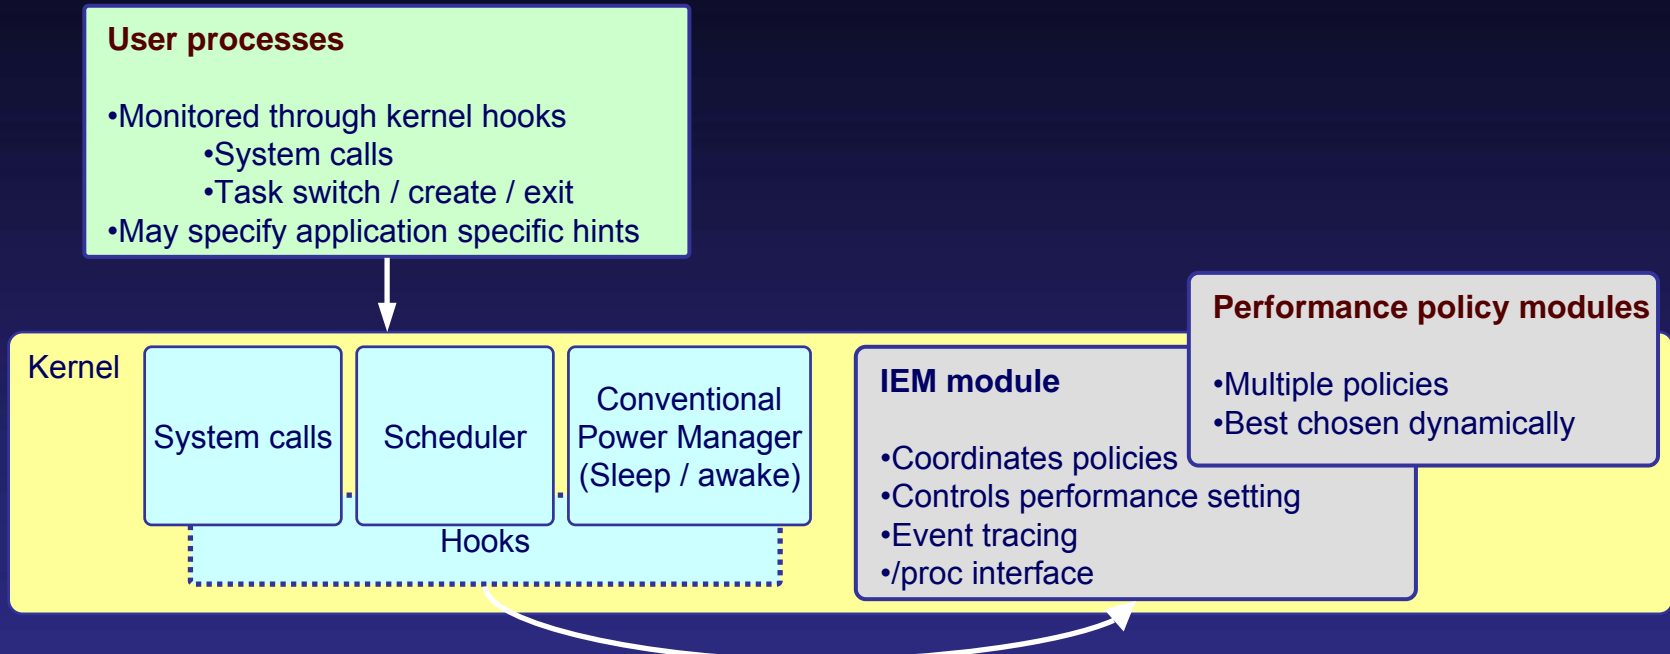 User processes
•Monitored through kernel hooks
•System calls
•Task switch / create / exit
•May specify application specific hints
Kernel
System calls
Scheduler
Conventional
Power Manager
(Sleep / awake)
Hooks
IEM module
•Coordinates policies
•Controls performance setting
•Event tracing
•/proc interface
Performance policy modules
•Multiple policies
•Best chosen dynamically